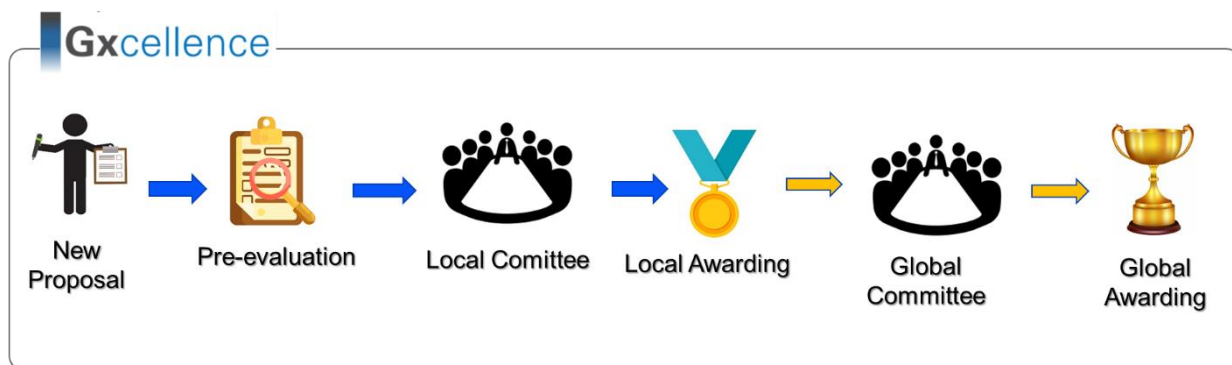 Gxcellence
New
Proposal
Pre-evaluation
Local Comittee
Local Awarding
Global
Committee
Global
Awarding